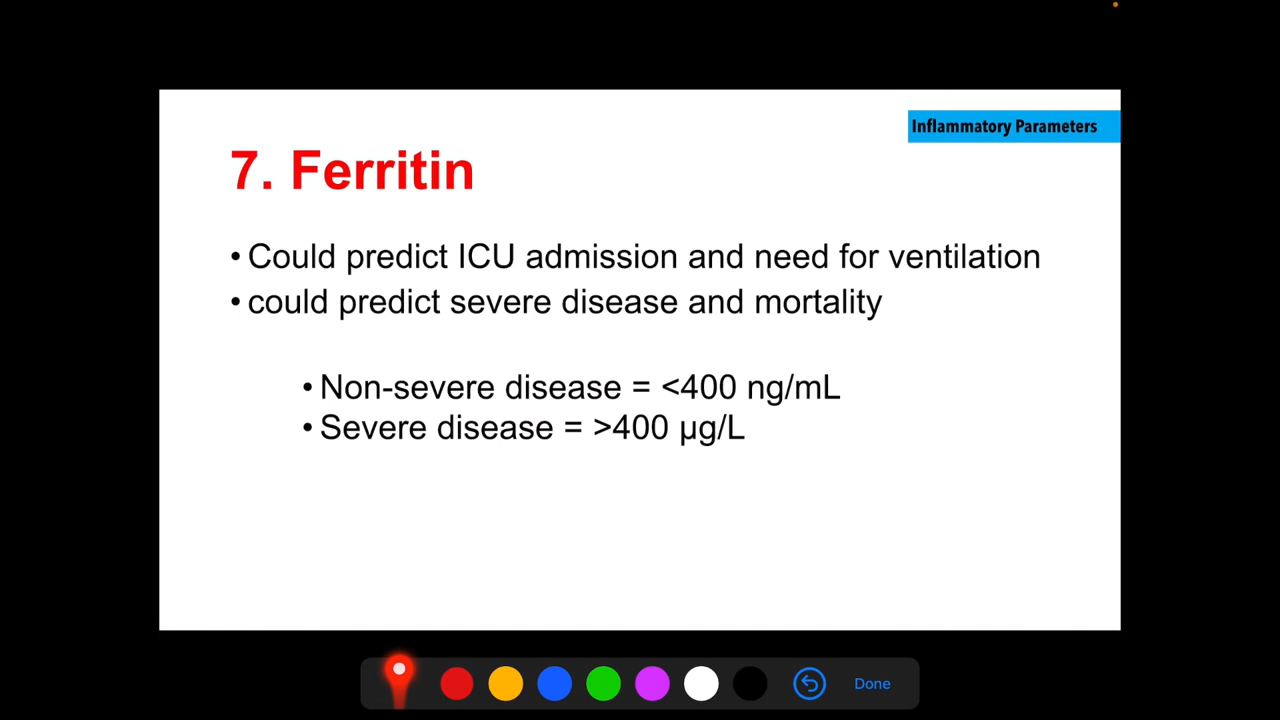 Inflammatory Parameters
7. Ferritin
• Could predict ICU admission and need for ventilation
• could predict severe disease and mortality
• Non-severe disease = <400 ng/mL
• Severe disease = >400 µg/L
Done